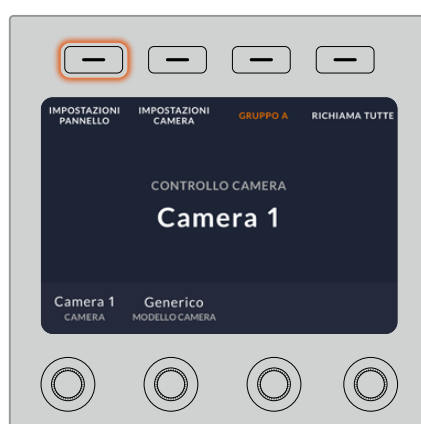 IMPOSTAZIONI PANNELLO
IMPOSTAZIONI CAMERA
GRUPPO A
RICHIAMA TUTTE
CONTROLLO CAMERA
Camera 1
Camera 1
CAMERA
Generico
MODELLO CAMERA